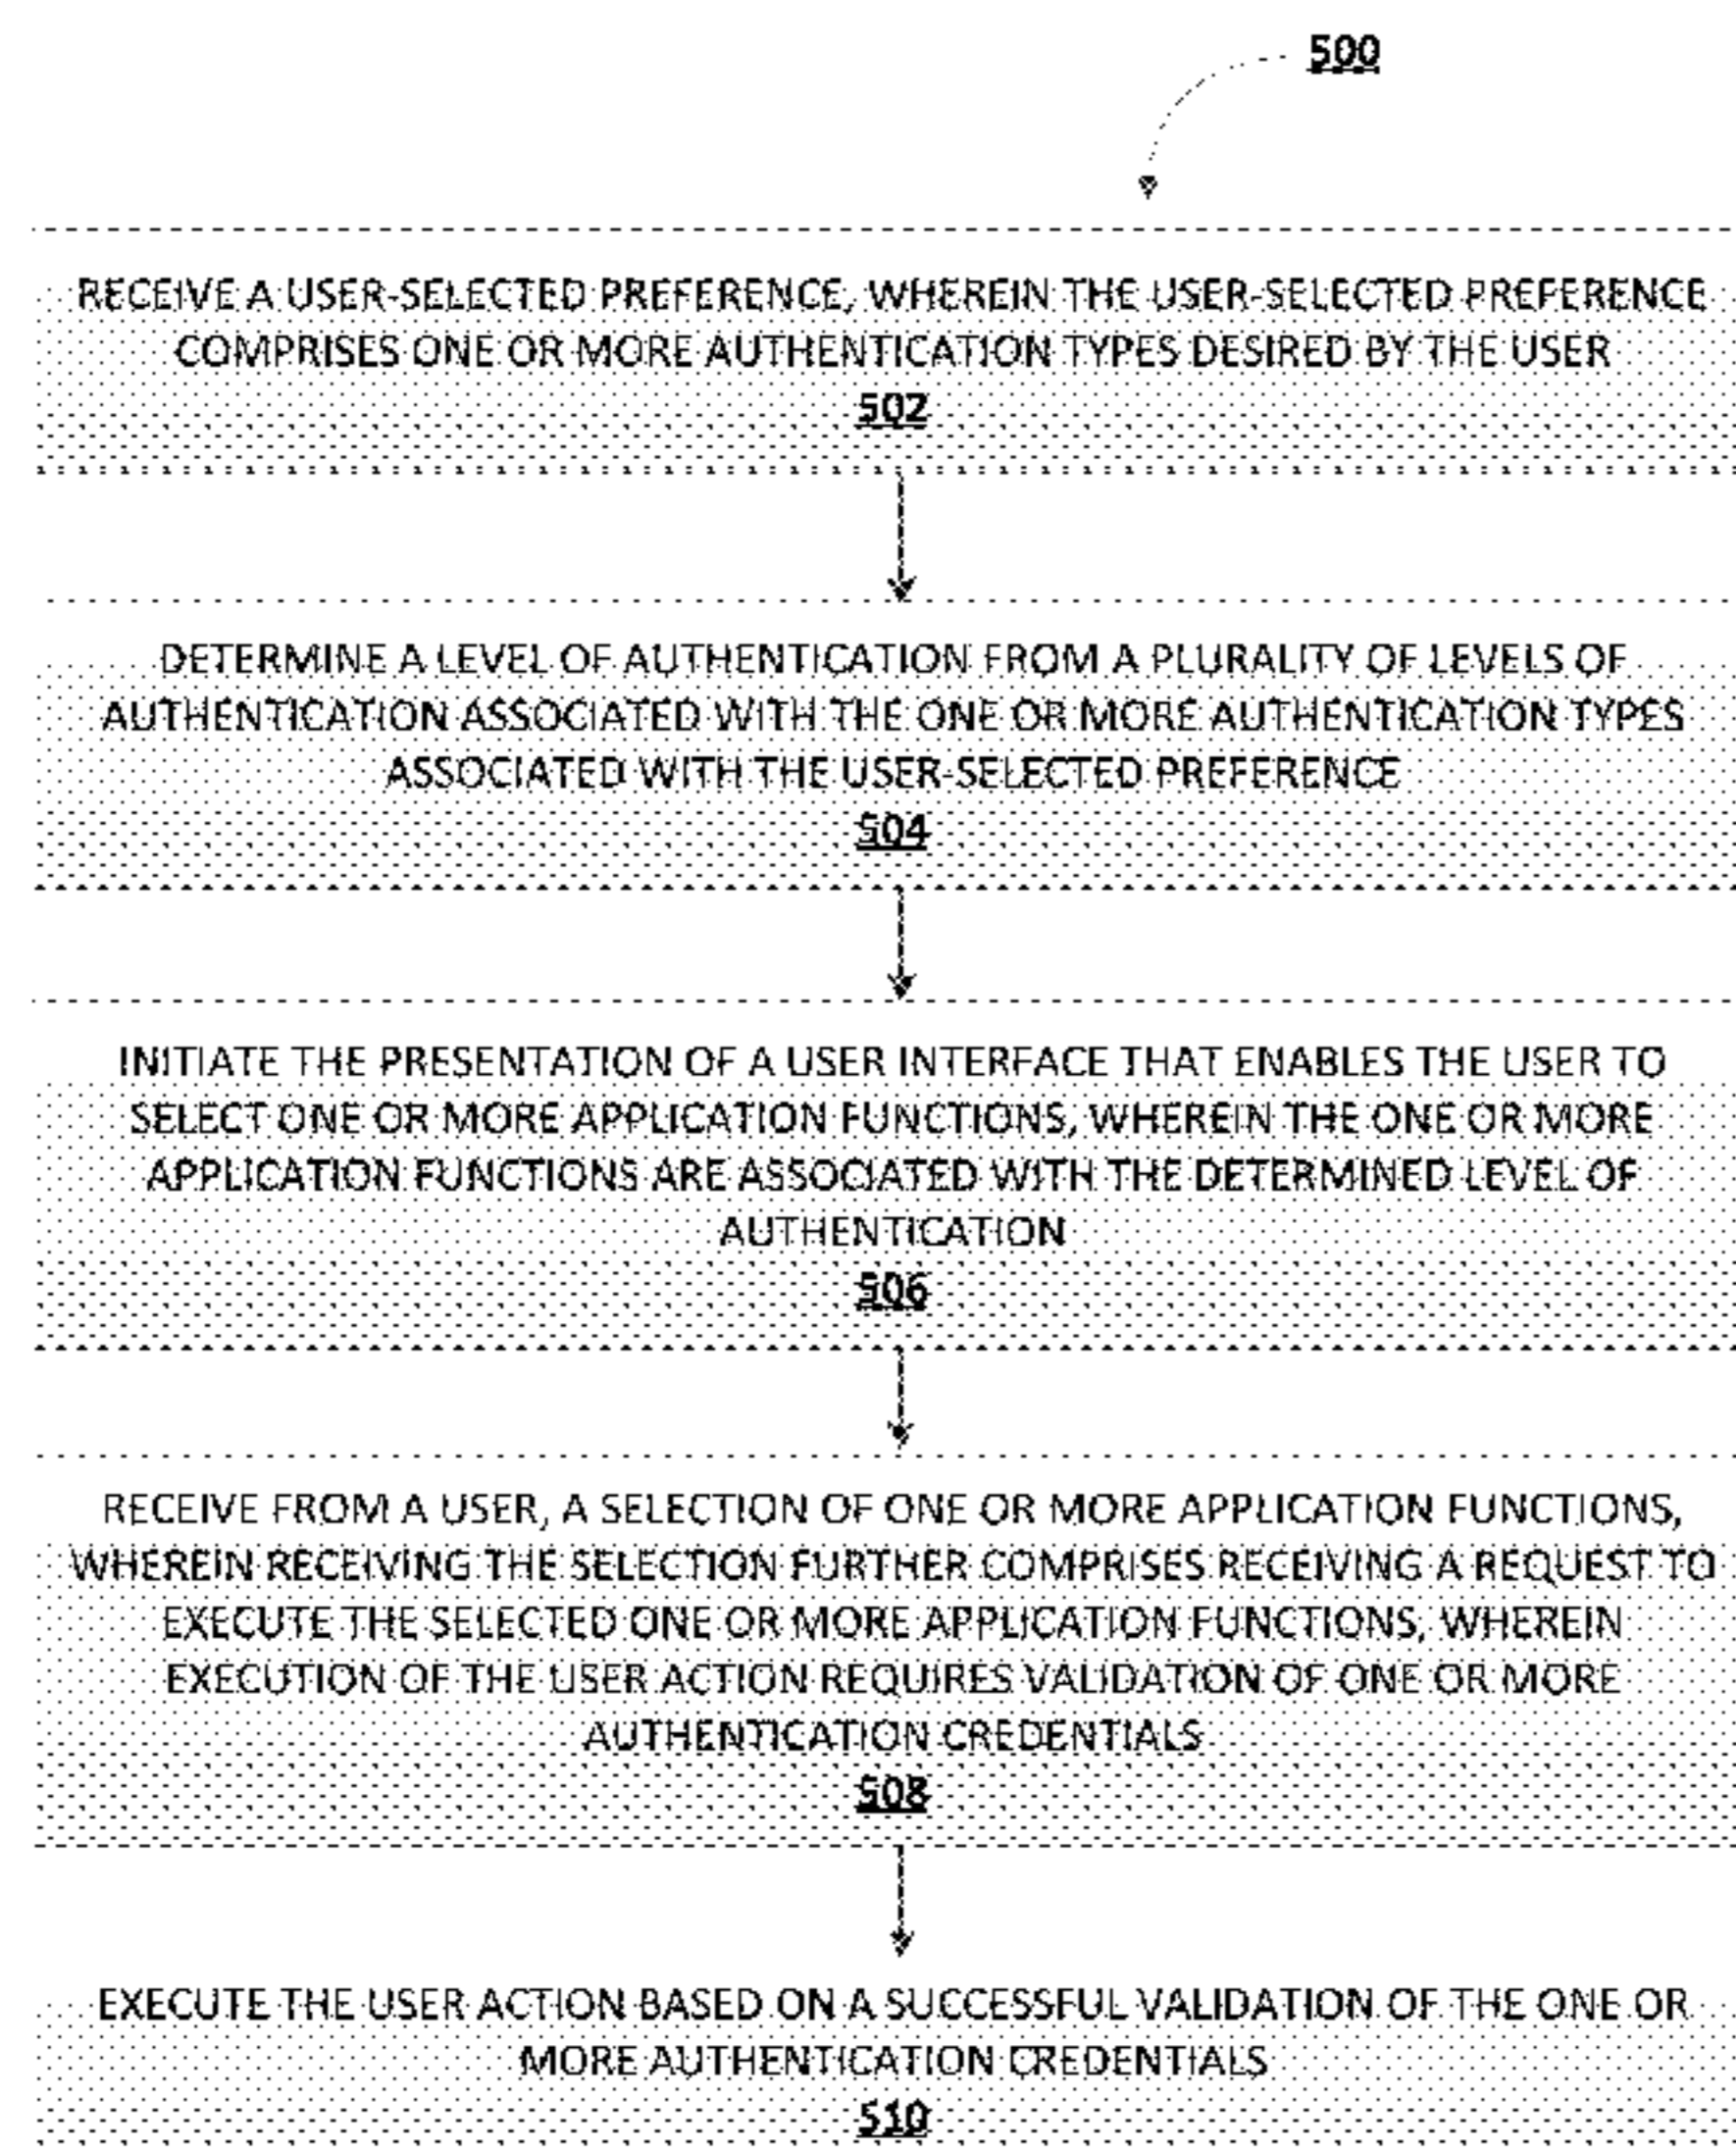 500
RECEIVE A USER-SELECTED PREFERENCE, WHEREIN THE USER-SELECTED PREFERENCE
COMPRISES ONE OR MORE AUTHENTICATION TYPES DESIRED BY THE USER
502
DETERMINE A LEVEL OF AUTHENTICATION FROM A PLURALITY OF LEVELS OF
AUTHENTICATION ASSOCIATED WITH THE ONE OR MORE AUTHENTICATION TYPES
ASSOCIATED WITH THE USER-SELECTED PREFERENCE
504
INITIATE THE PRESENTATION OF A USER INTERFACE THAT ENABLES THE USER TO
SELECT ONE OR MORE APPLICATION FUNCTIONS, WHEREIN THE ONE OR MORE
APPLICATION FUNCTIONS ARE ASSOCIATED WITH THE DETERMINED LEVEL OF
AUTHENTICATION
506
RECEIVE FROM A USER, A SELECTION OF ONE OR MORE APPLICATION FUNCTIONS,
WHEREIN RECEIVING THE SELECTION FURTHER COMPRISES RECEIVING A REQUEST TO
EXECUTE THE SELECTED ONE OR MORE APPLICATION FUNCTIONS, WHEREIN
EXECUTION OF THE USER ACTION REQUIRES VALIDATION OF ONE OR MORE
AUTHENTICATION CREDENTIALS
508
EXECUTE THE USER ACTION BASED ON A SUCCESSFUL VALIDATION OF THE ONE OR
MORE AUTHENTICATION CREDENTIALS
510